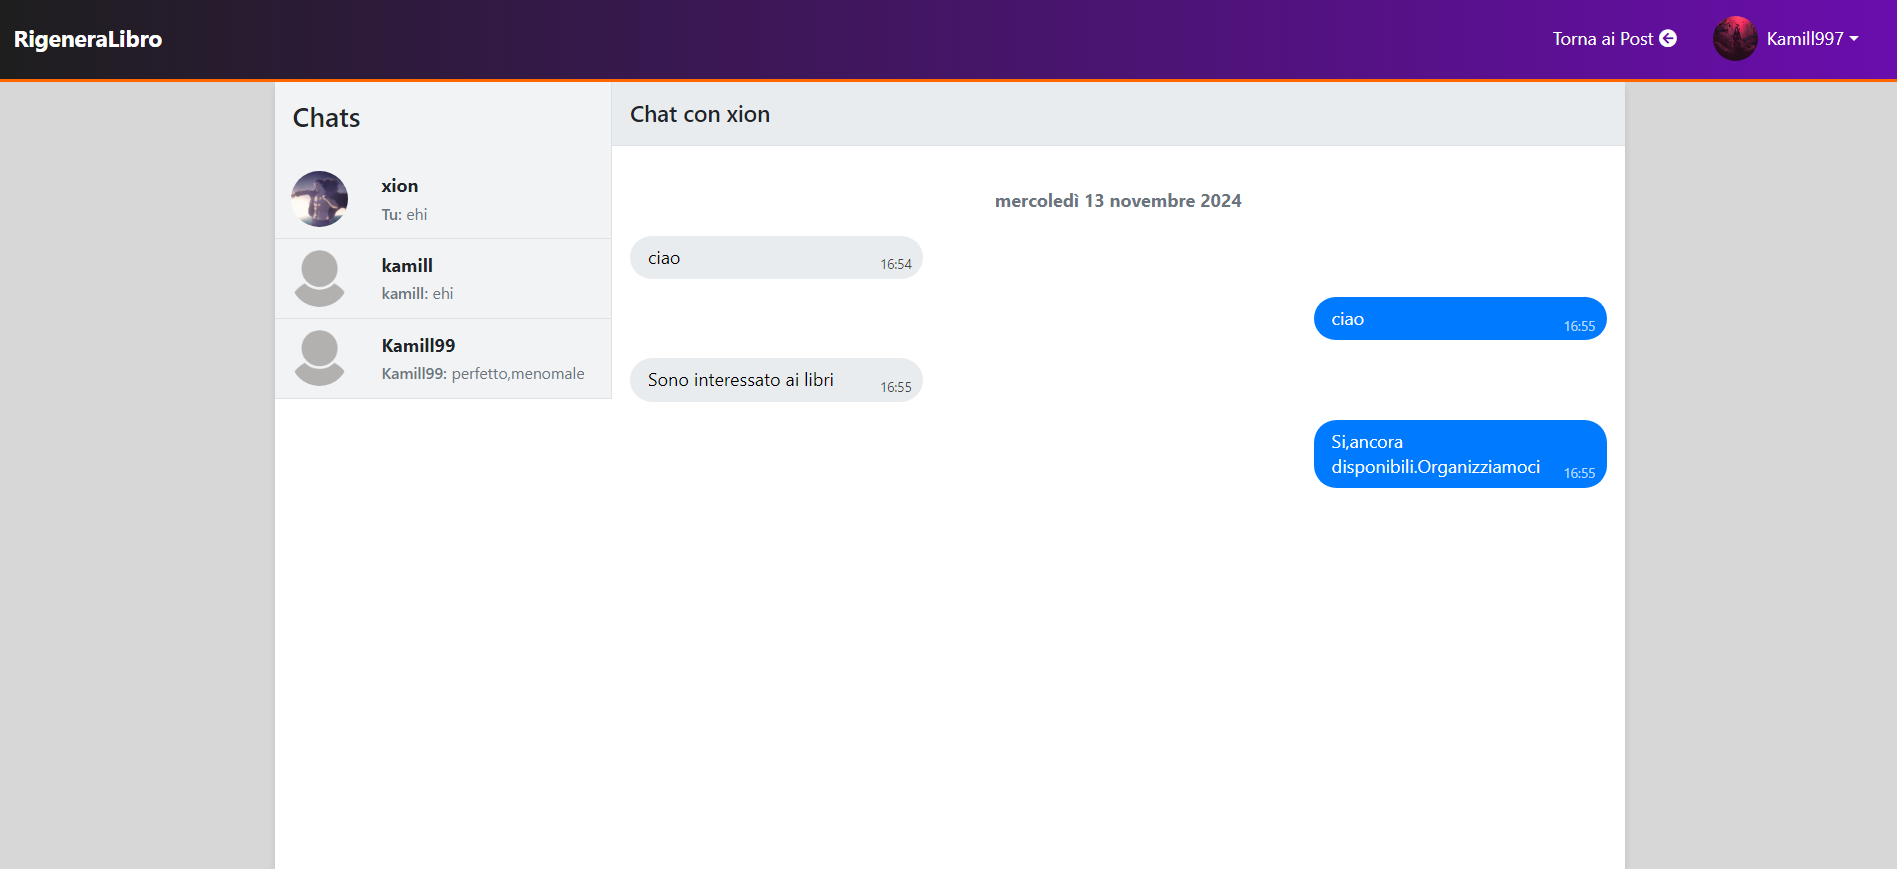 RigeneraLibro
Torna ai Post
Kamill997
Chats
xion
Tu: ehi
kamill
kamill: ehi
Kamill99
Kamill99: perfetto,menomale
Chat con xion
mercoledì 13 novembre 2024
ciao
16:54
ciao
16:55
Sono interessato ai libri
16:55
Si,ancora
disponibili.Organizziamoci
16:55